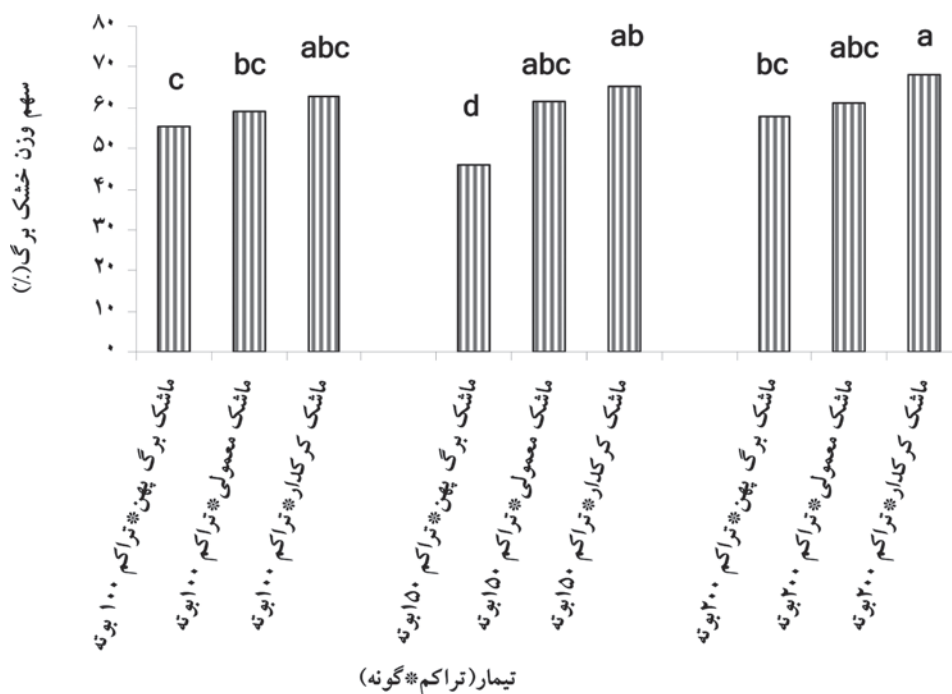 سهم وزن خشک برگ(٪)
۸۰
۷۰
۶۰
۵۰
۴۰
۳۰
۲۰
۱۰
۰
c
bc
abc
d
abc
ab
bc
abc
a
ماشک برگ پهن*تراکم ۱۰۰ بوته
ماشک معمولی*تراکم ۱۰۰بوته
ماشک کرکدار*تراکم ۱۰۰بوته
ماشک برگ پهن*تراکم ۱۵۰بوته
ماشک معمولی*تراکم ۱۵۰بوته
ماشک کرکدار*تراکم ۱۵۰بوته
ماشک برگ پهن*تراکم ۲۰۰بوته
ماشک معمولی*تراکم ۲۰۰بوته
ماشک کرکدار*تراکم ۲۰۰بوته
تیمار(تراکم*گونه)